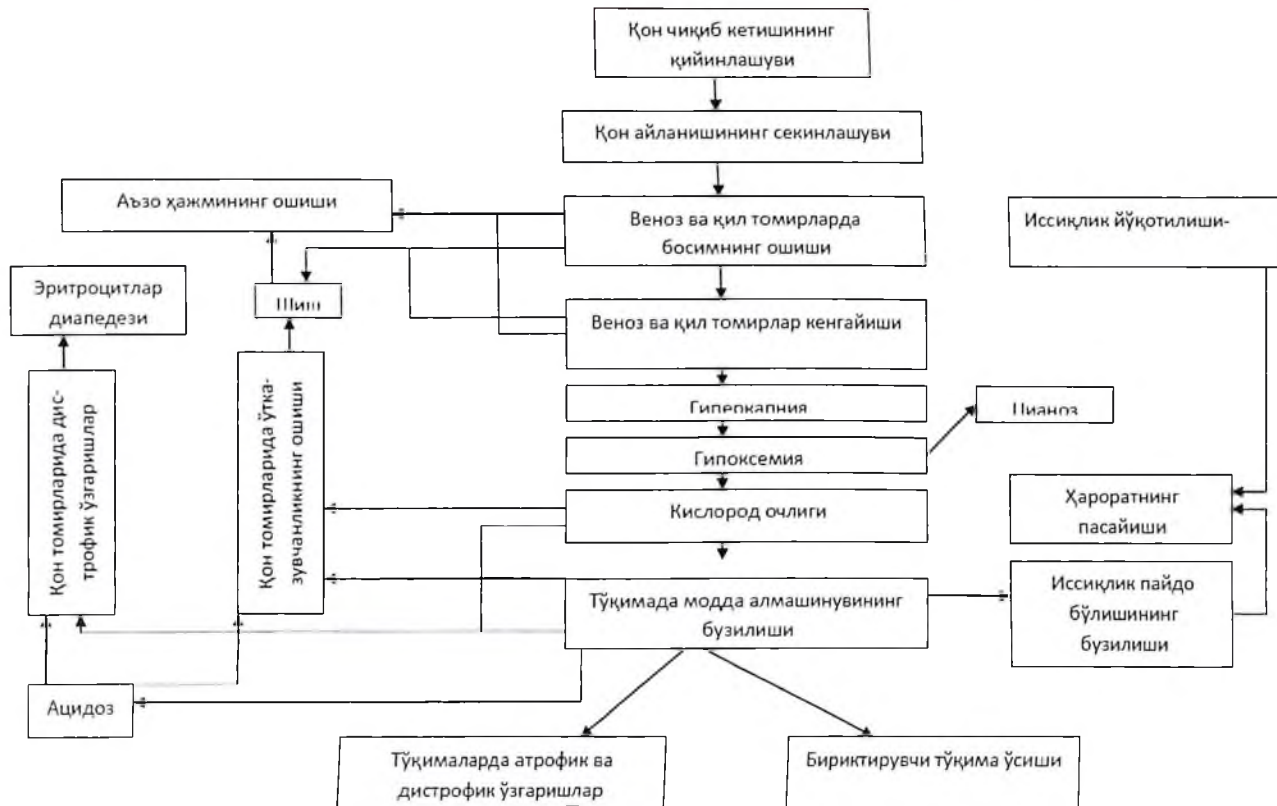 Қон чиқиб кетишининг
қийинлашуви
Қон айланишининг секинлашуви
Аъзо ҳажмининг ошиши
Веноз ва қил томирларда
босимнинг ошиши
Иссиқлик йўқотилиши-
Эритроцитлар
диапедези
Шиш
Веноз ва қил томирлар кенгайиши
Қон томирларида дис-
трофик ўзгаришлар
Қон томирларида ўтка-
зувчанликнинг ошиши
Гиперкапния
Цианоз
Гипоксемия
Кислород очлиги
Ҳароратнинг
пасайиши
Тўқимада модда алмашинувининг
бузилиши
Иссиқлик пайдо
бўлишининг
бузилиши
Ацидоз
Тўқималарда атрофик ва
дистрофик ўзгаришлар
Бириктирувчи тўқима ўсиши